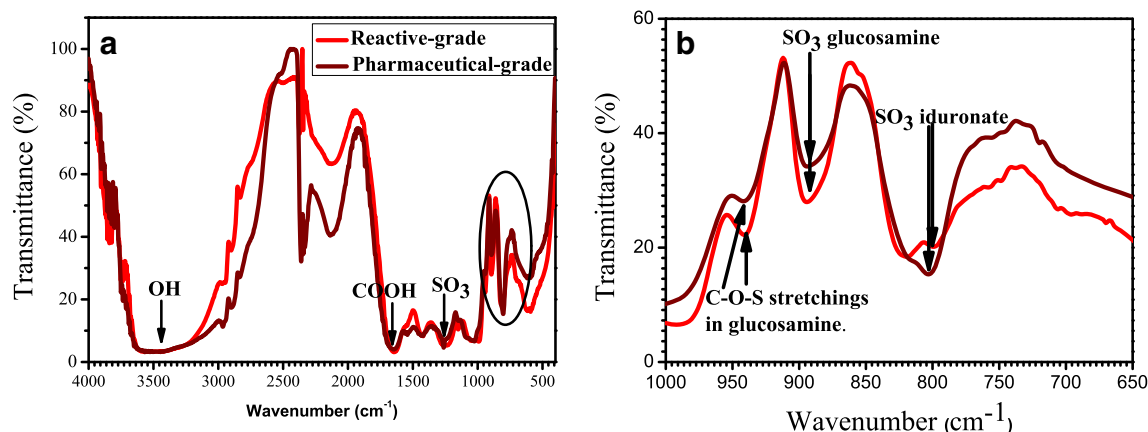 a
Reactive-grade
Pharmaceutical-grade
Transmittance (%)
100
80
60
40
20
0
OH
COOH
SO3
4000 3500 3000 2500 2000 1500 1000 500
Wavenumber (cm-1)
b
SO3 glucosamine
SO3 iduronate
C-O-S stretchings
in glucosamine.
Transmittance (%)
60
40
20
0
1000 950 900 850 800 750 700 650
Wavenumber (cm-1)